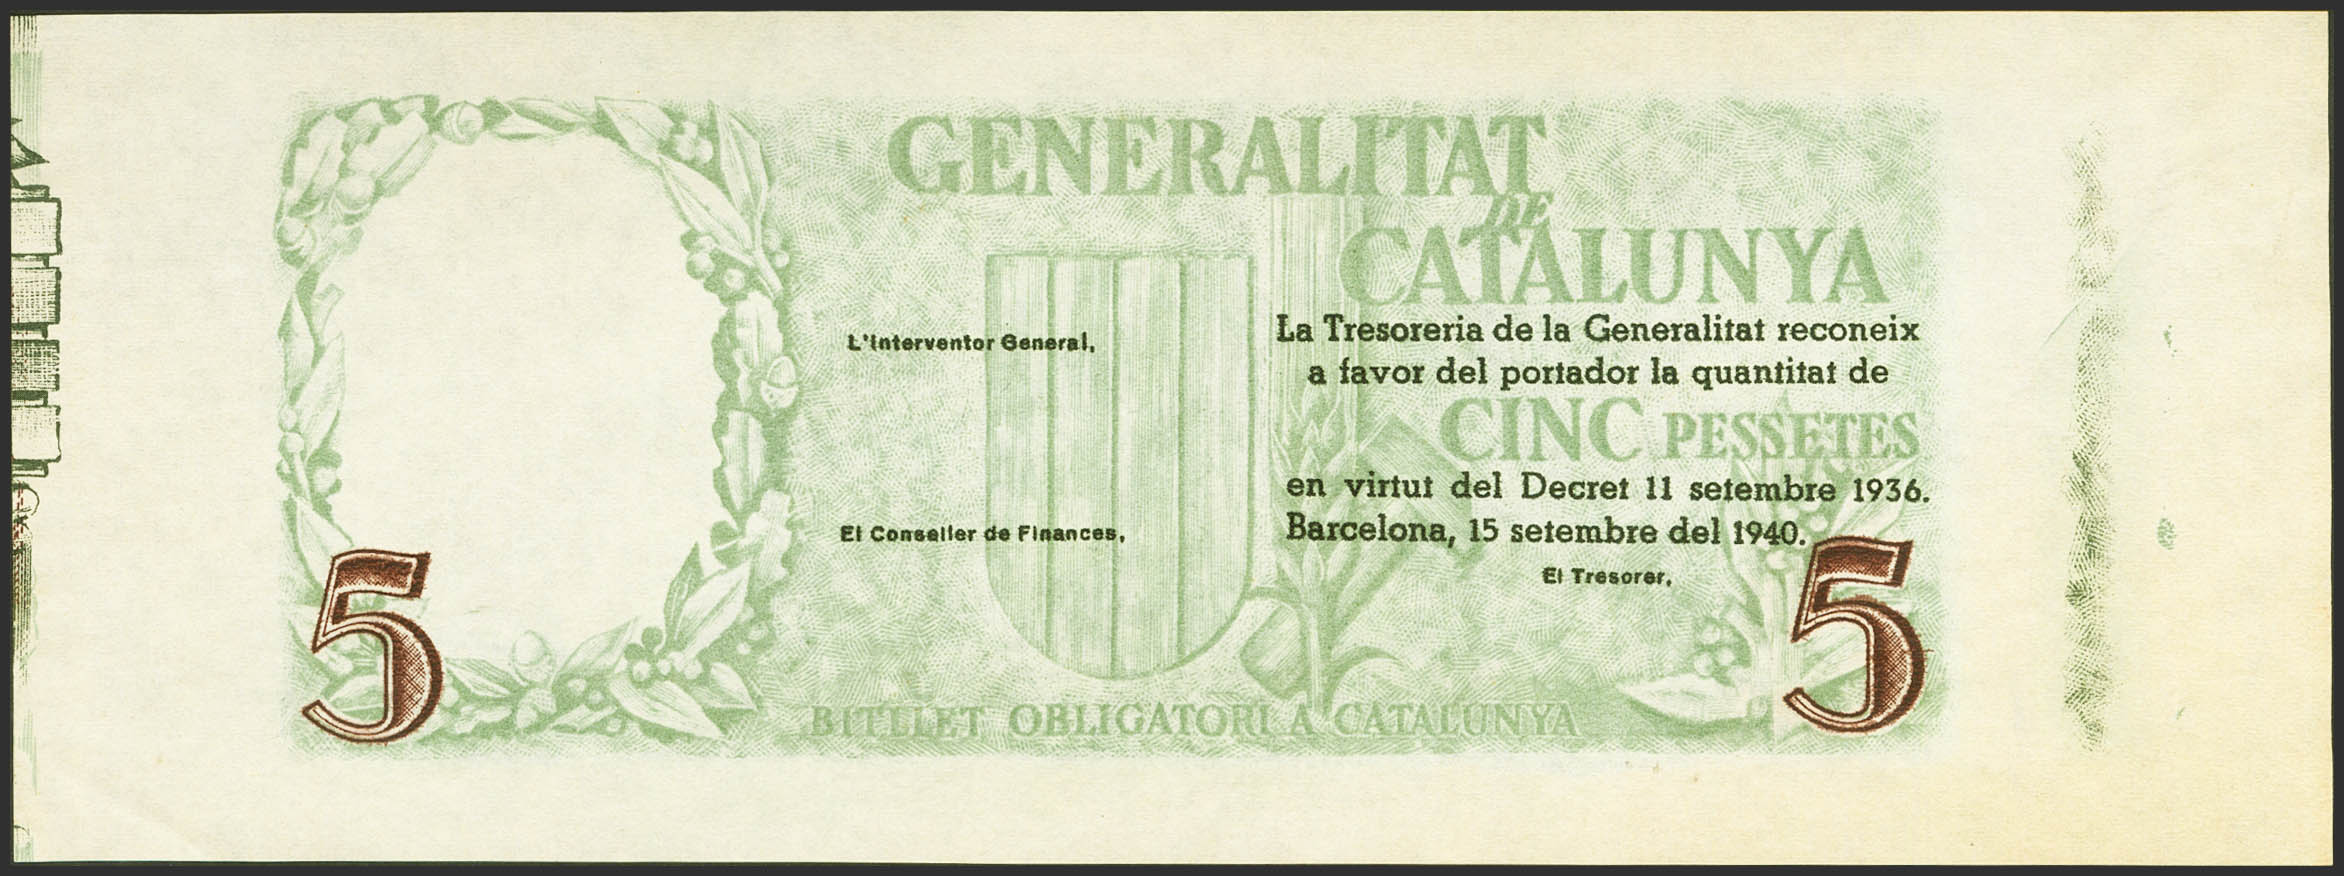 GENERALITAT
DE
CATALUNYA
L'Interventor General,
La Tresoreria de la Generalitat reconeix
a favor del portador la quantitat de
CINC PESSETES
en virtut del Decret 11 setembre 1936.
Barcelona, 15 setembre del 1940.
El Conseller de Finances,
El Tresorer,
5
5
BITLLET OBLIGATORI A CATALUNYA